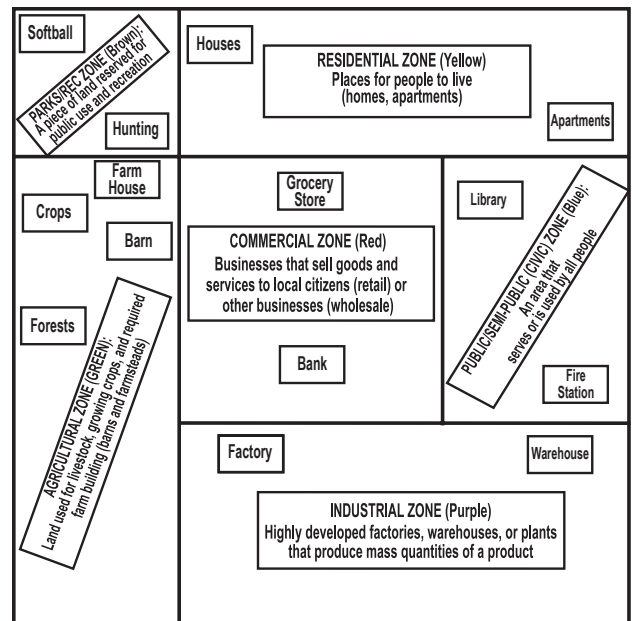 Softball
PARKS/REC ZONE (Brown):
A piece of land reserved for
public use and recreation
Hunting
Houses
RESIDENTIAL ZONE (Yellow)
Places for people to live
(homes, apartments)
Apartments
Farm
House
Crops
Barn
Forests
AGRICULTURAL ZONE (GREEN):
Land used for livestock, growing crops, and required
farm building (barns and farmsteads)
Grocery
Store
COMMERCIAL ZONE (Red)
Businesses that sell goods and
services to local citizens (retail) or
other businesses (wholesale)
Bank
Library
PUBLIC/SEMI-PUBLIC (CIVIC) ZONE (Blue):
An area that
serves or is used by all people
Fire
Station
Factory
Warehouse
INDUSTRIAL ZONE (Purple)
Highly developed factories, warehouses, or plants
that produce mass quantities of a product